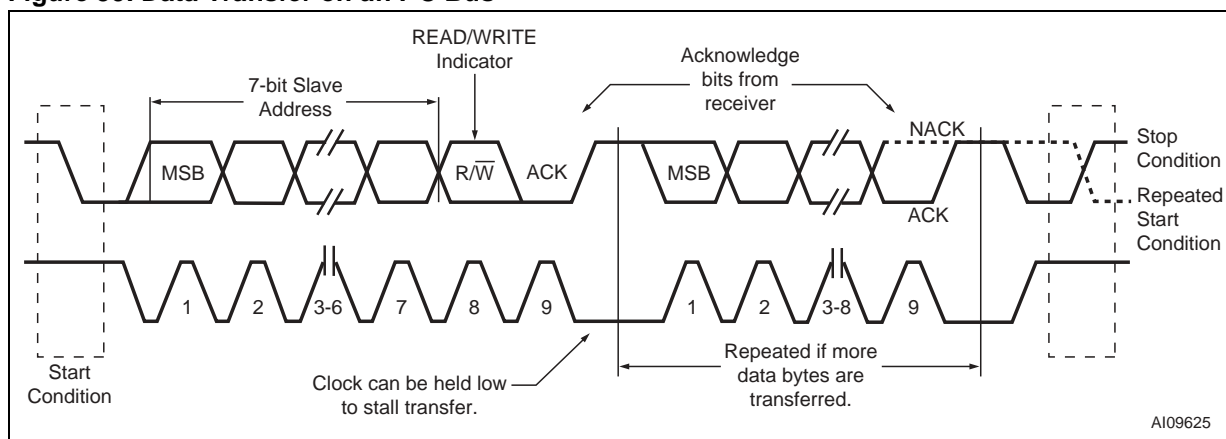 READ/WRITE
Indicator
7-bit Slave
Address
Acknowledge
bits from
receiver
MSB
R/W̅
ACK
MSB
NACK
ACK
Stop
Condition
Repeated
Start
Condition
1
2
3-6
7
8
9
1
2
3-8
9
Start
Condition
Clock can be held low
to stall transfer.
Repeated if more
data bytes are
transferred.
AI09625